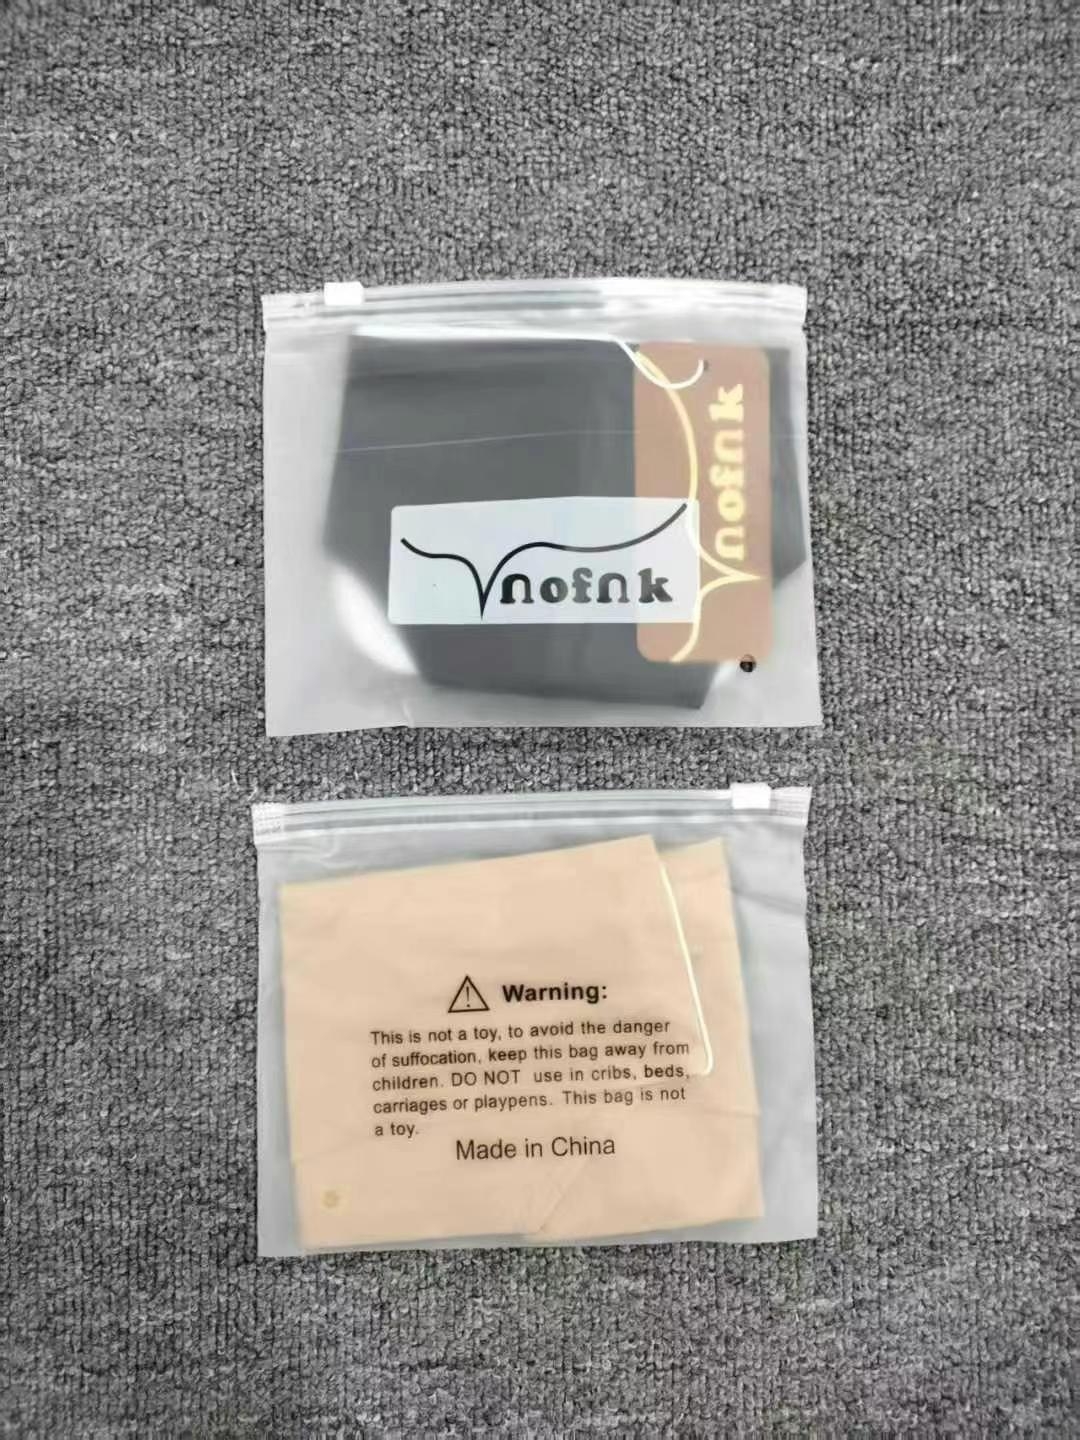 Vnofnk
Vnofnk
Warning:
This is not a toy, to avoid the danger
of suffocation, keep this bag away from
children. DO NOT use in cribs, beds,
carriages or playpens. This bag is not
a toy.
Made in China